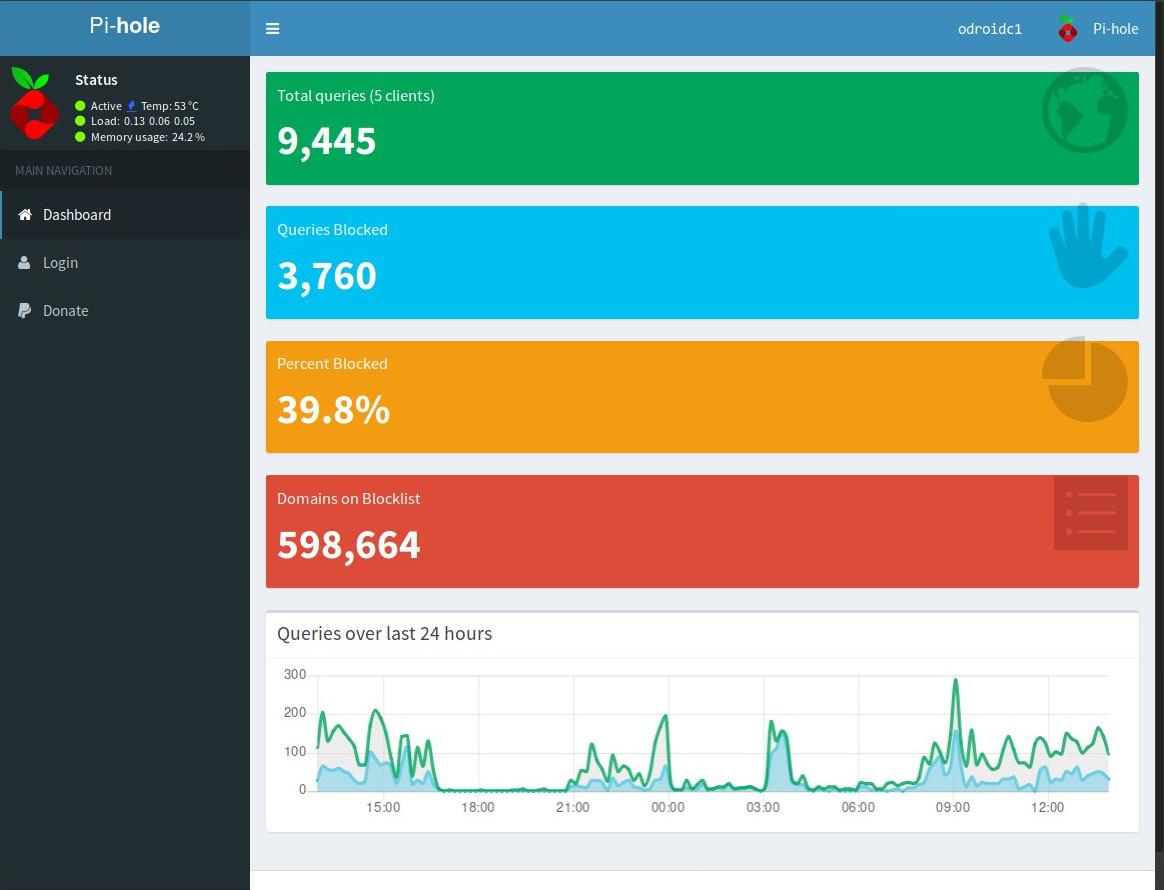 Pi-hole
odroidc1
Pi-hole
Status
Active Temp: 53 °C
Load: 0.13 0.06 0.05
Memory usage: 24.2 %
MAIN NAVIGATION
Dashboard
Login
Donate
Total queries (5 clients)
9,445
Queries Blocked
3,760
Percent Blocked
39.8%
Domains on Blocklist
598,664
Queries over last 24 hours
300
200
100
0
15:00 18:00 21:00 00:00 03:00 06:00 09:00 12:00